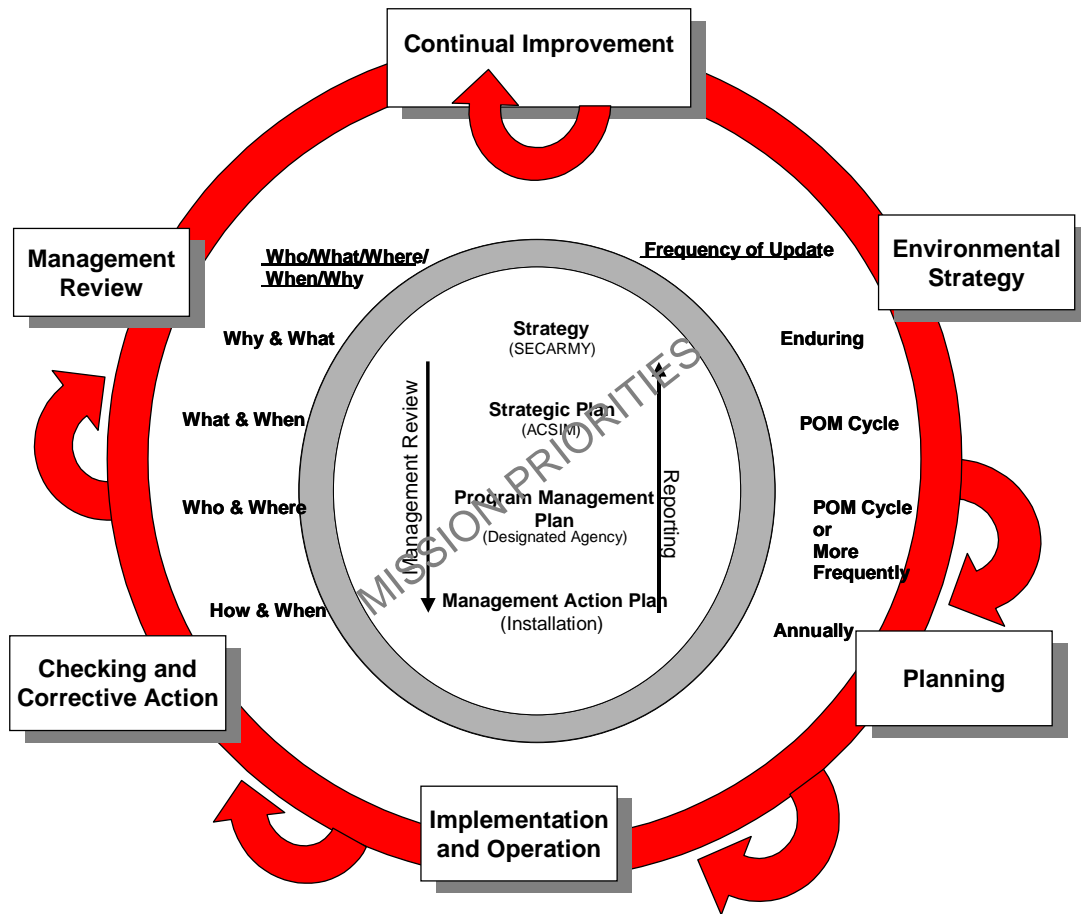 Continual Improvement
Management
Review
Environmental
Strategy
Who/What/Where/
When/Why
Frequency of Update
Why & What
Strategy
(SECARMY)
Enduring
What & When
Strategic Plan
(ACSIM)
POM Cycle
Who & Where
Program Management
Plan
(Designated Agency)
POM Cycle
or
More
Frequently
How & When
Management Action Plan
(Installation)
Annually
Management Review
Reporting
MISSION PRIORITIES
Checking and
Corrective Action
Planning
Implementation
and Operation